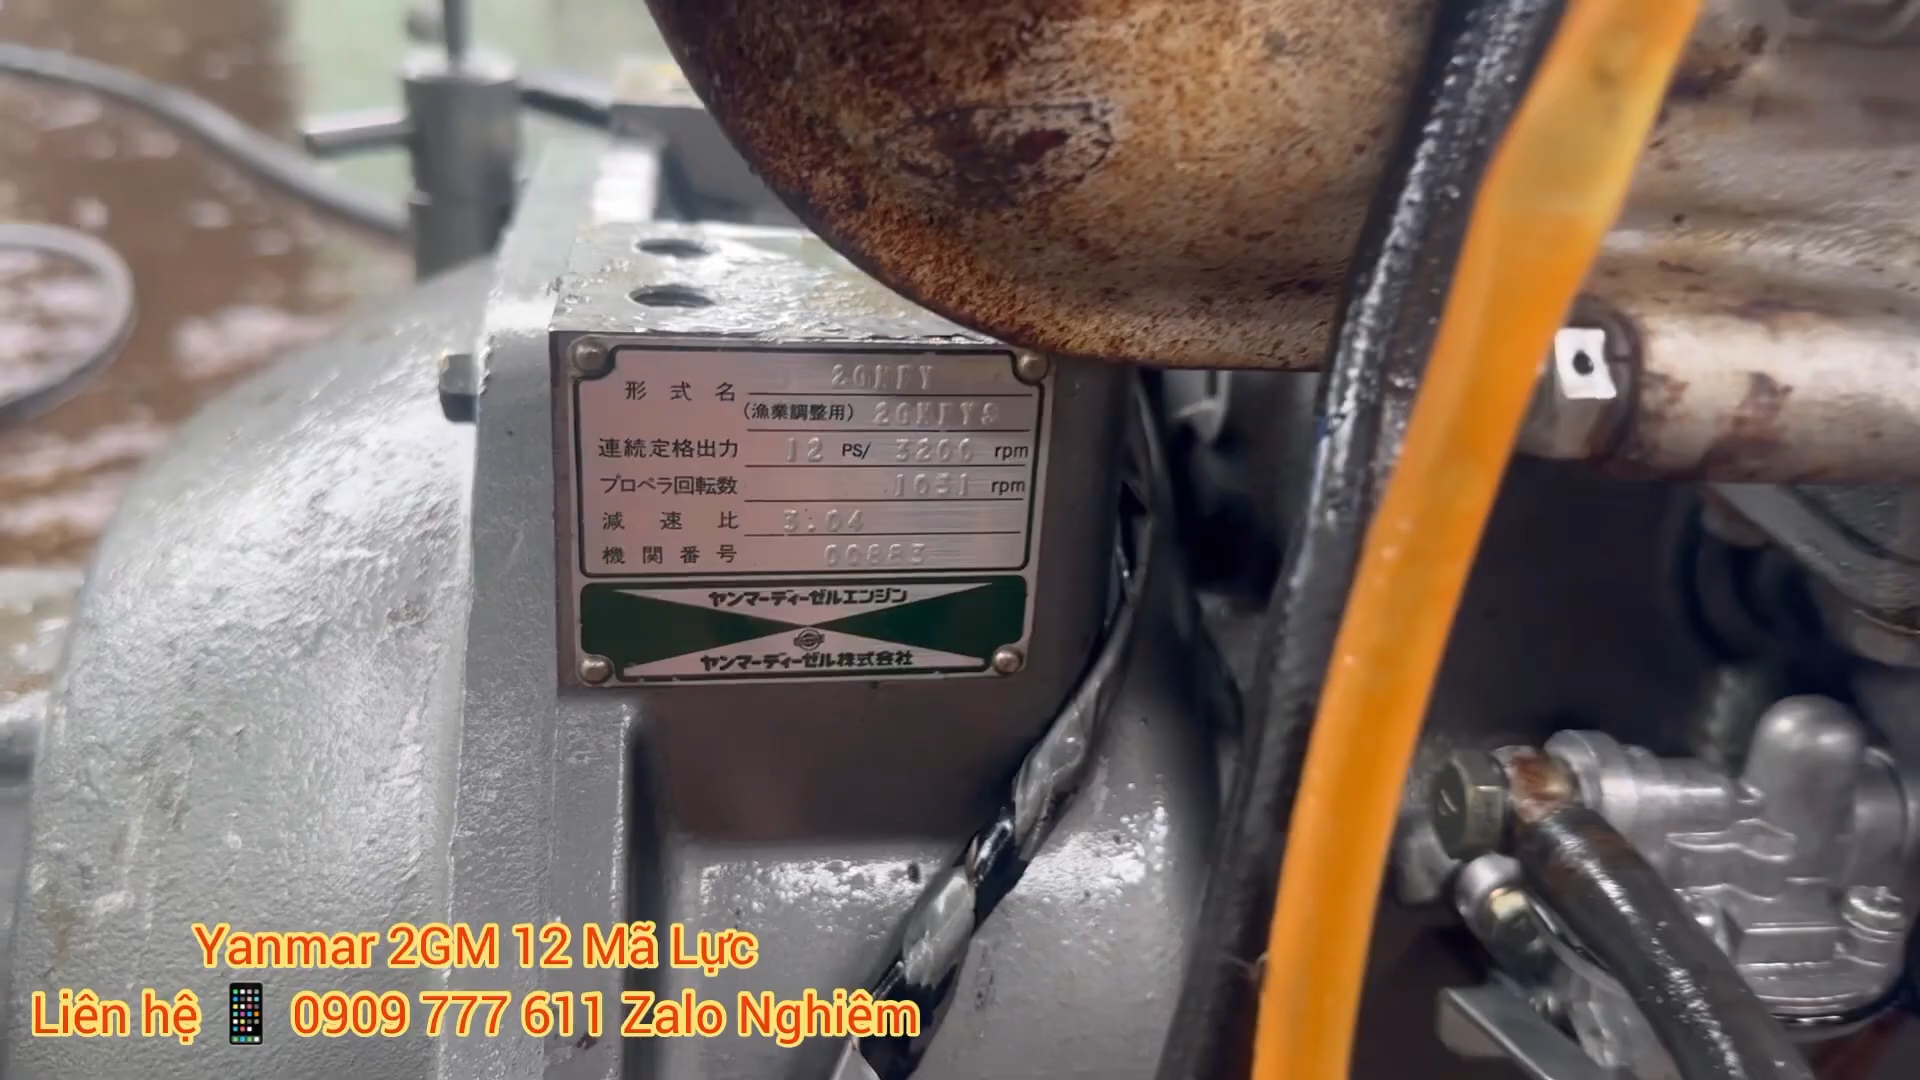 形式名 2GMFY
(漁業調整用) 2GMFYS
連続定格出力 12 PS/ 3200 rpm
プロペラ回転数 1051 rpm
減速比 3.04
機関番号 00883
ヤンマーディーゼルエンジン
ヤンマーディーゼル株式会社
Yanmar 2GM 12 Mã Lực
Liên hệ 📱 0909 777 611 Zalo Nghiêm